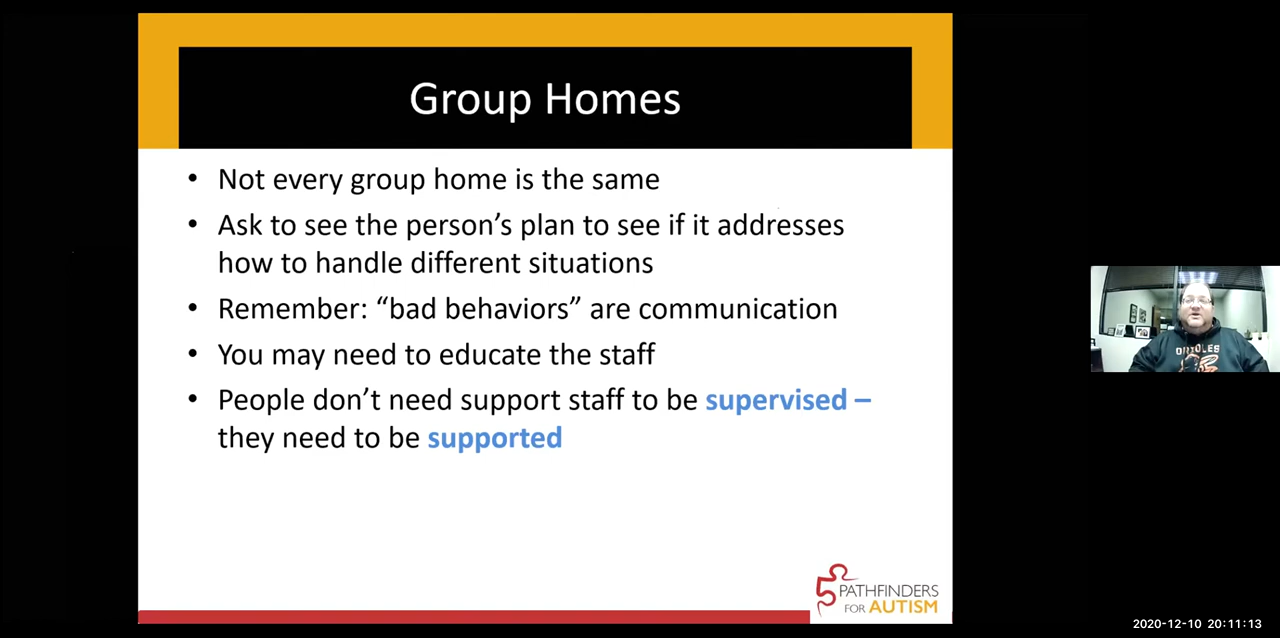 Group Homes
• Not every group home is the same
• Ask to see the person’s plan to see if it addresses
how to handle different situations
• Remember: “bad behaviors” are communication
• You may need to educate the staff
• People don’t need support staff to be supervised –
they need to be supported
ORIOLES
PATHFINDERS
FOR AUTISM
2020-12-10 20:11:13